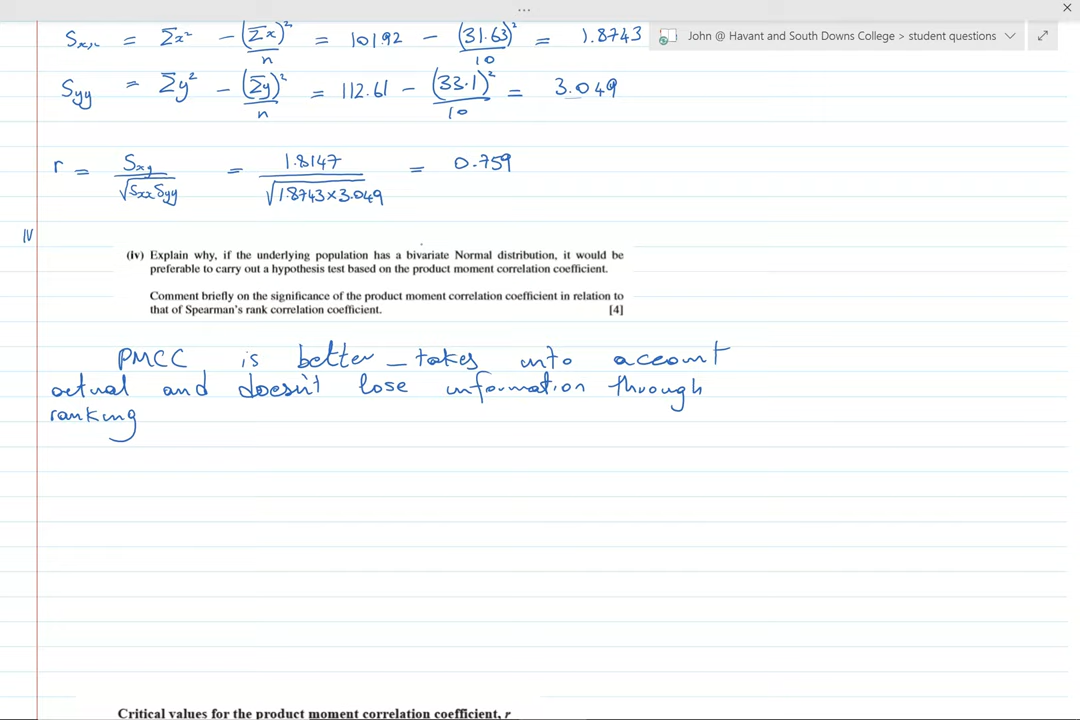 ...
Sxx = Σx² - (Σx)²/n = 101.92 - (31.63)²/10 = 1.8743
John @ Havant and South Downs College > student questions
Syy = Σy² - (Σy)²/n = 112.61 - (33.1)²/10 = 3.049
r = Sxy/√SxxSyy = 1.8147/√1.8743×3.049 = 0.759
IV
(iv) Explain why, if the underlying population has a bivariate Normal distribution, it would be
preferable to carry out a hypothesis test based on the product moment correlation coefficient.
Comment briefly on the significance of the product moment correlation coefficient in relation to
that of Spearman's rank correlation coefficient. [4]
PMCC is better - takes into account
actual and doesn't lose information through
ranking
Critical values for the product moment correlation coefficient, r